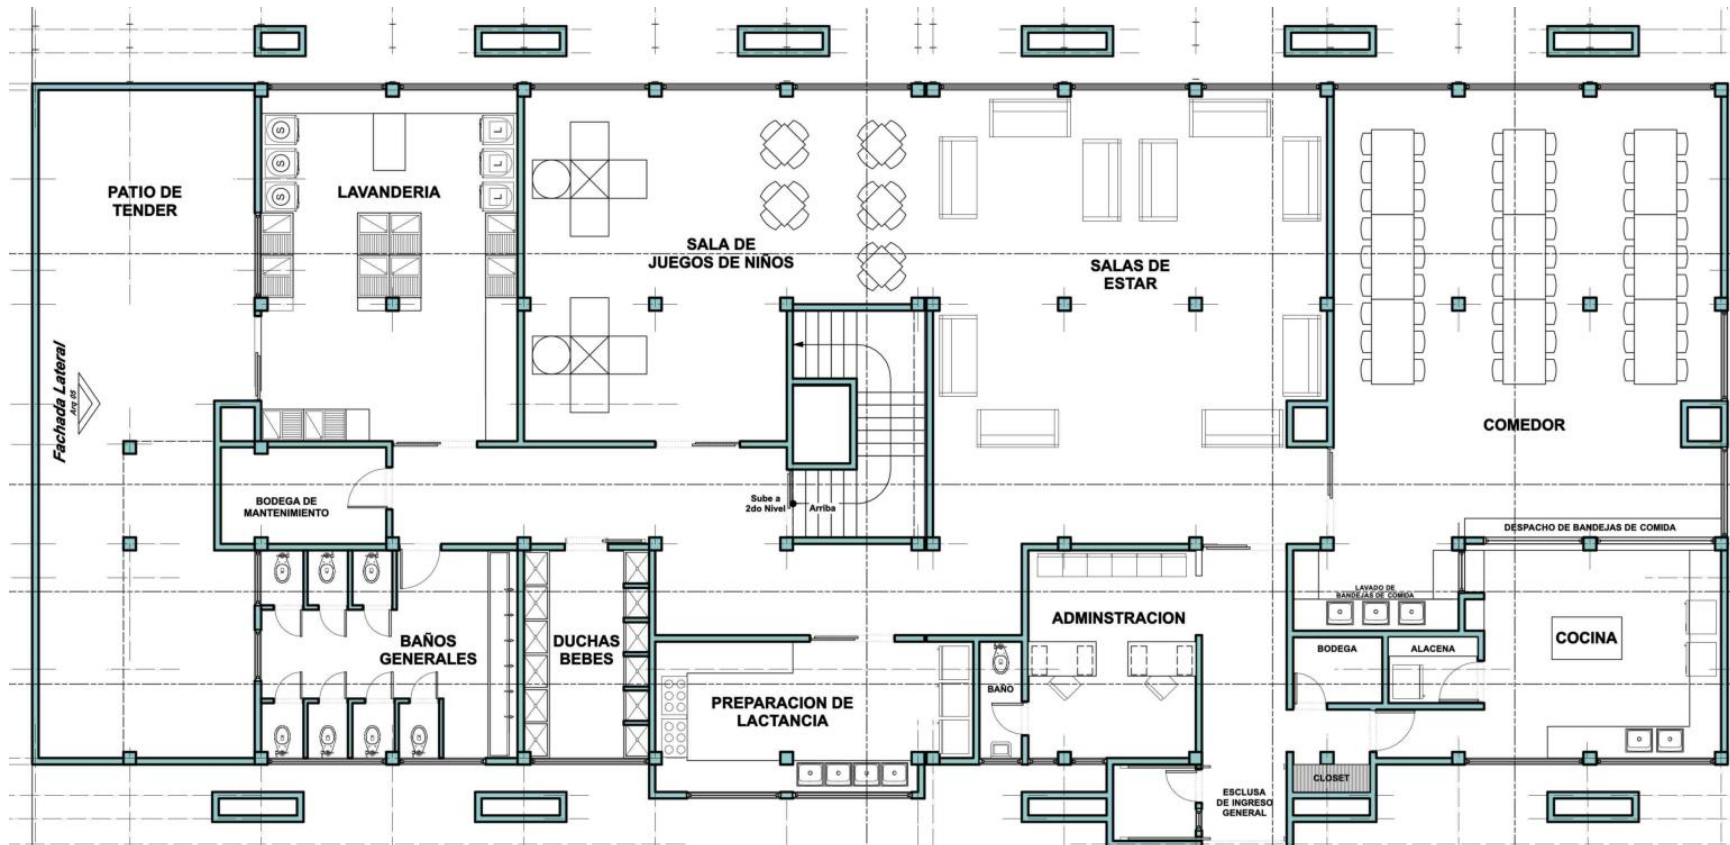 PATIO DE
TENDER
S
S
S
L
L
L
LAVANDERIA
SALA DE
JUEGOS DE NIÑOS
SALAS DE
ESTAR
COMEDOR
Fachada Lateral
Arq 05
BODEGA DE
MANTENIMIENTO
Sube a
2do Nivel
Arriba
DESPACHO DE BANDEJAS DE COMIDA
LAVADO DE
BANDEJAS DE COMIDA
BAÑOS
GENERALES
DUCHAS
BEBES
ADMINSTRACION
COCINA
BODEGA
ALACENA
BAÑO
PREPARACION DE
LACTANCIA
CLOSET
ESCLUSA
DE INGRESO
GENERAL